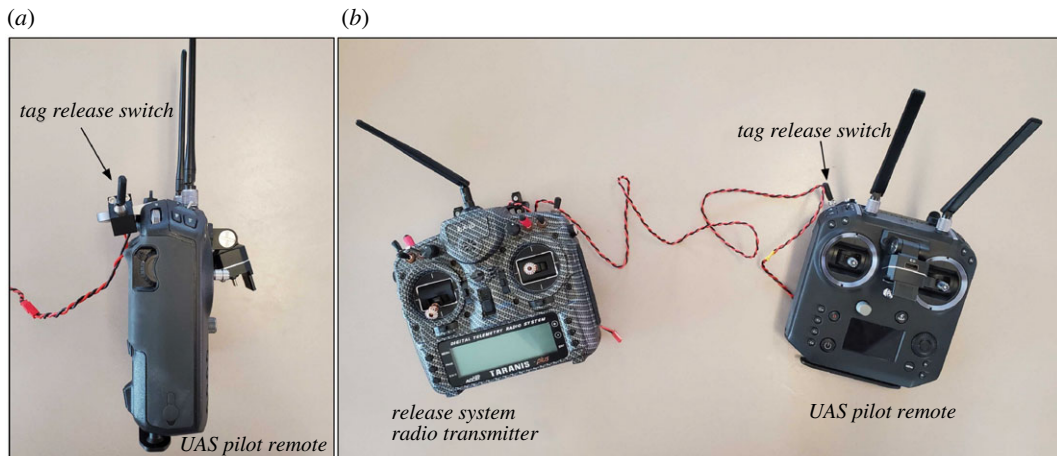 (a)
(b)
tag release switch
UAS pilot remote
tag release switch
DIGITAL TELEMETRY RADIO SYSTEM
TARANIS plus
release system
radio transmitter
UAS pilot remote